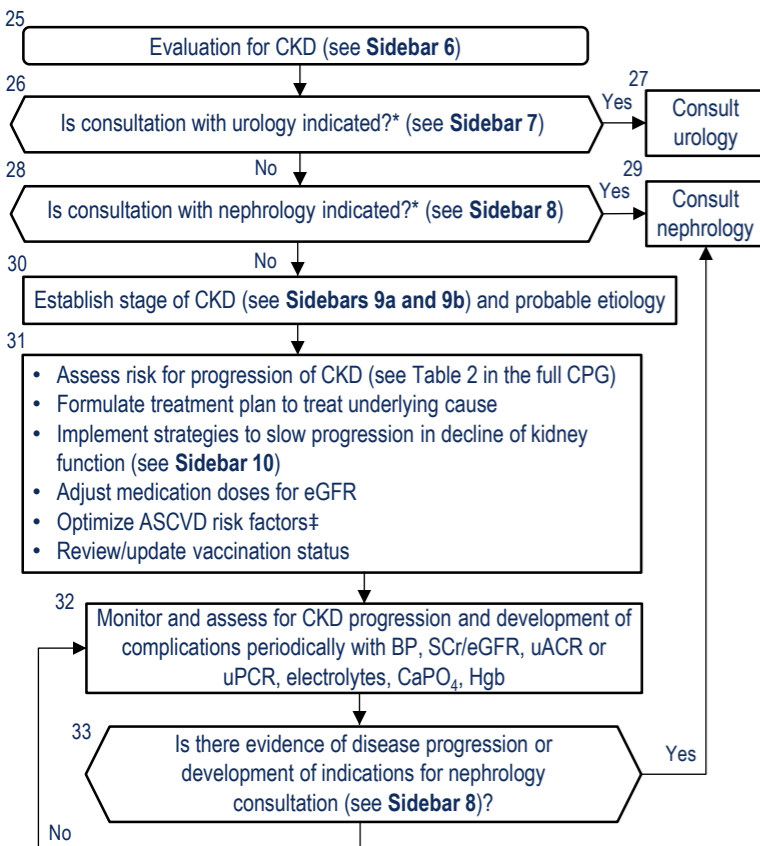 25
Evaluation for CKD (see Sidebar 6)
26
Is consultation with urology indicated?* (see Sidebar 7)
Yes
27
Consult
urology
No
28
Is consultation with nephrology indicated?* (see Sidebar 8)
Yes
29
Consult
nephrology
No
30
Establish stage of CKD (see Sidebars 9a and 9b) and probable etiology
31
• Assess risk for progression of CKD (see Table 2 in the full CPG)
• Formulate treatment plan to treat underlying cause
• Implement strategies to slow progression in decline of kidney
function (see Sidebar 10)
• Adjust medication doses for eGFR
• Optimize ASCVD risk factors‡
• Review/update vaccination status
32
Monitor and assess for CKD progression and development of
complications periodically with BP, SCr/eGFR, uACR or
uPCR, electrolytes, CaPO₄, Hgb
33
Is there evidence of disease progression or
development of indications for nephrology
consultation (see Sidebar 8)?
Yes
No